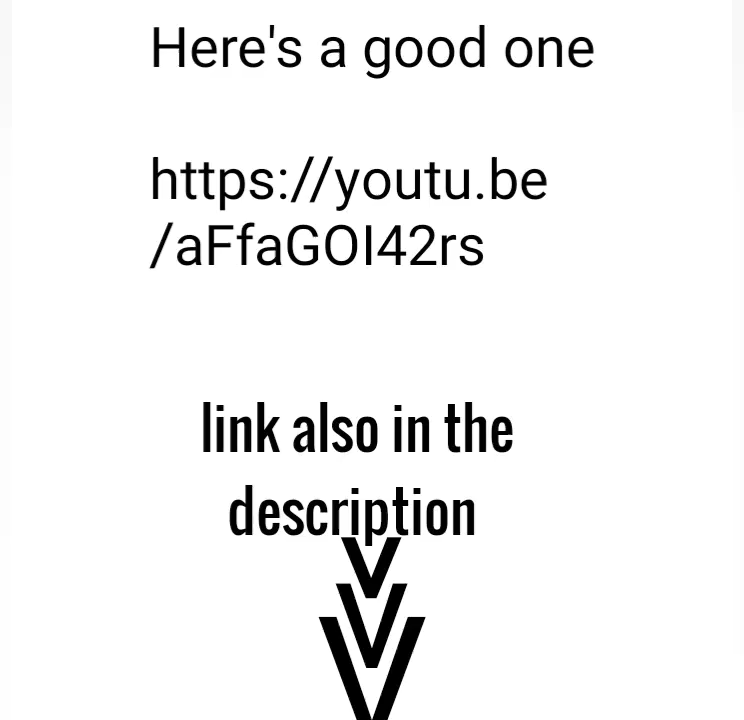 Here's a good one
https://youtu.be
/aFfaGOI42rs
link also in the
description